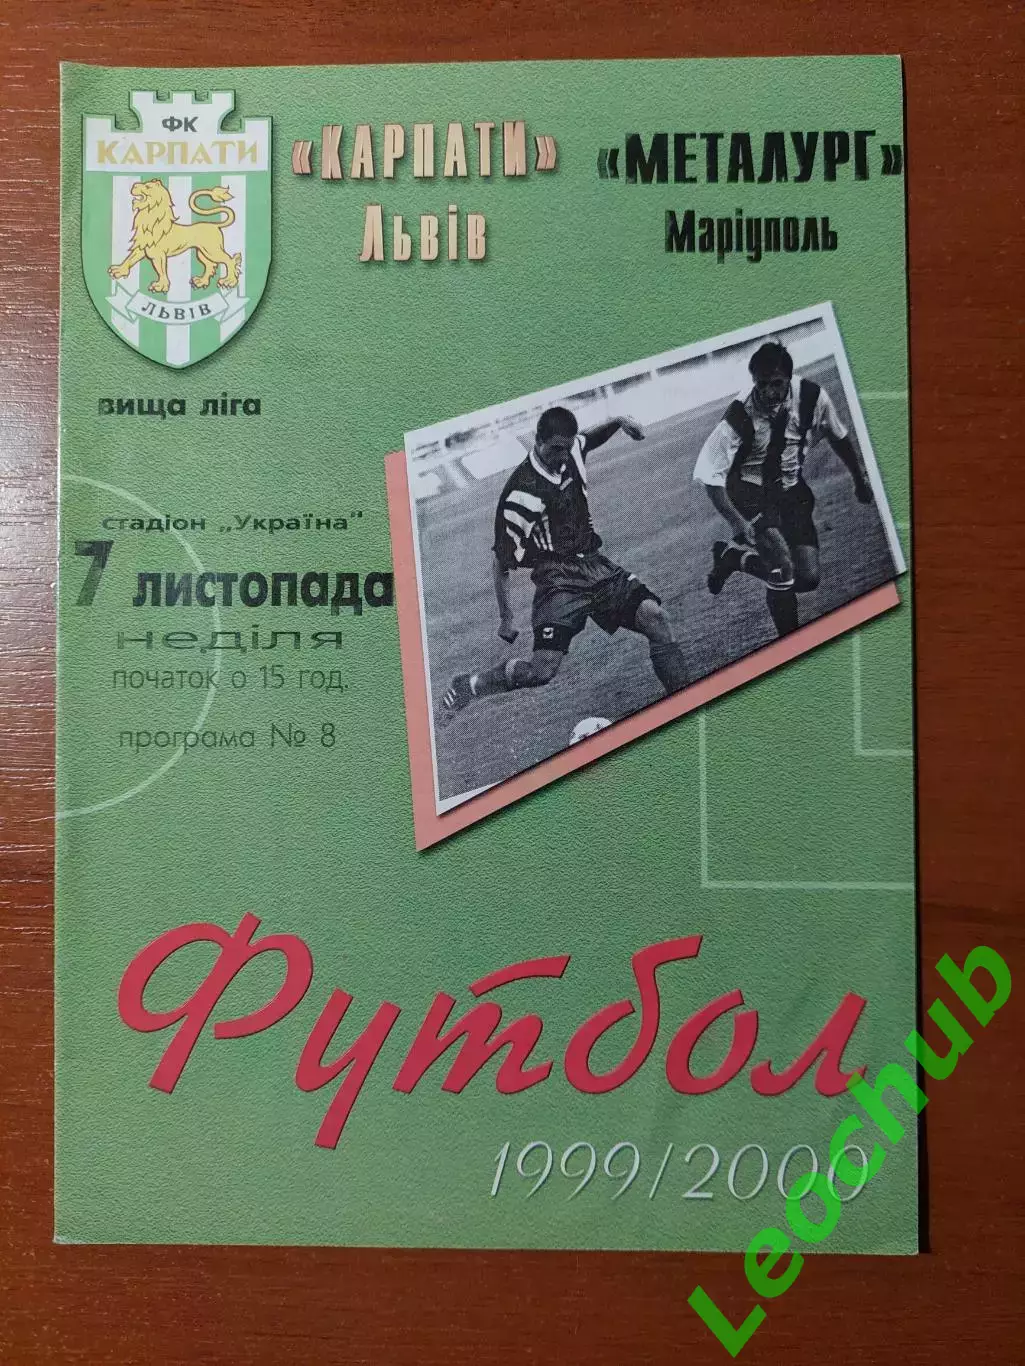 ФК
КАРПАТИ
ЛЬВІВ
«КАРПАТИ»
Львів
«МЕТАЛУРГ»
Маріуполь
вища ліга
стадіон „Україна"
7 листопада
неділя
початок о 15 год.
програма № 8
Футбол
1999/2000
Leochub